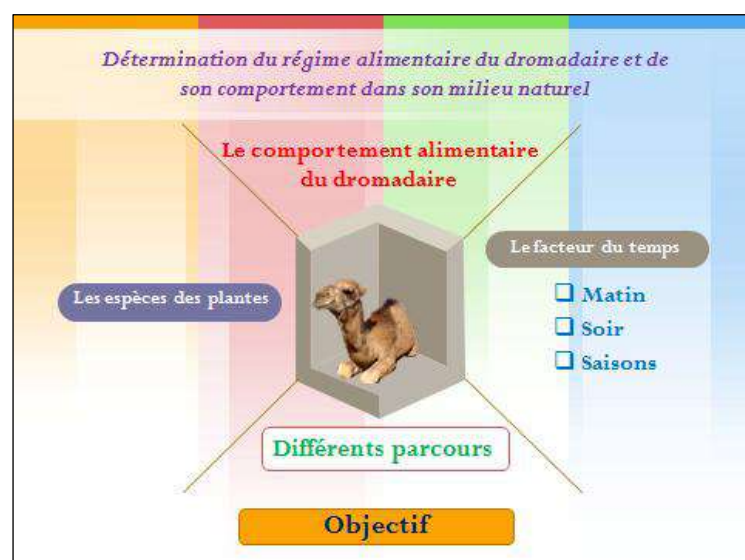 Détermination du régime alimentaire du dromadaire et de
son comportement dans son milieu naturel
Le comportement alimentaire
du dromadaire
Les espèces des plantes
Le facteur du temps
Matin
Soir
Saisons
Différents parcours
Objectif